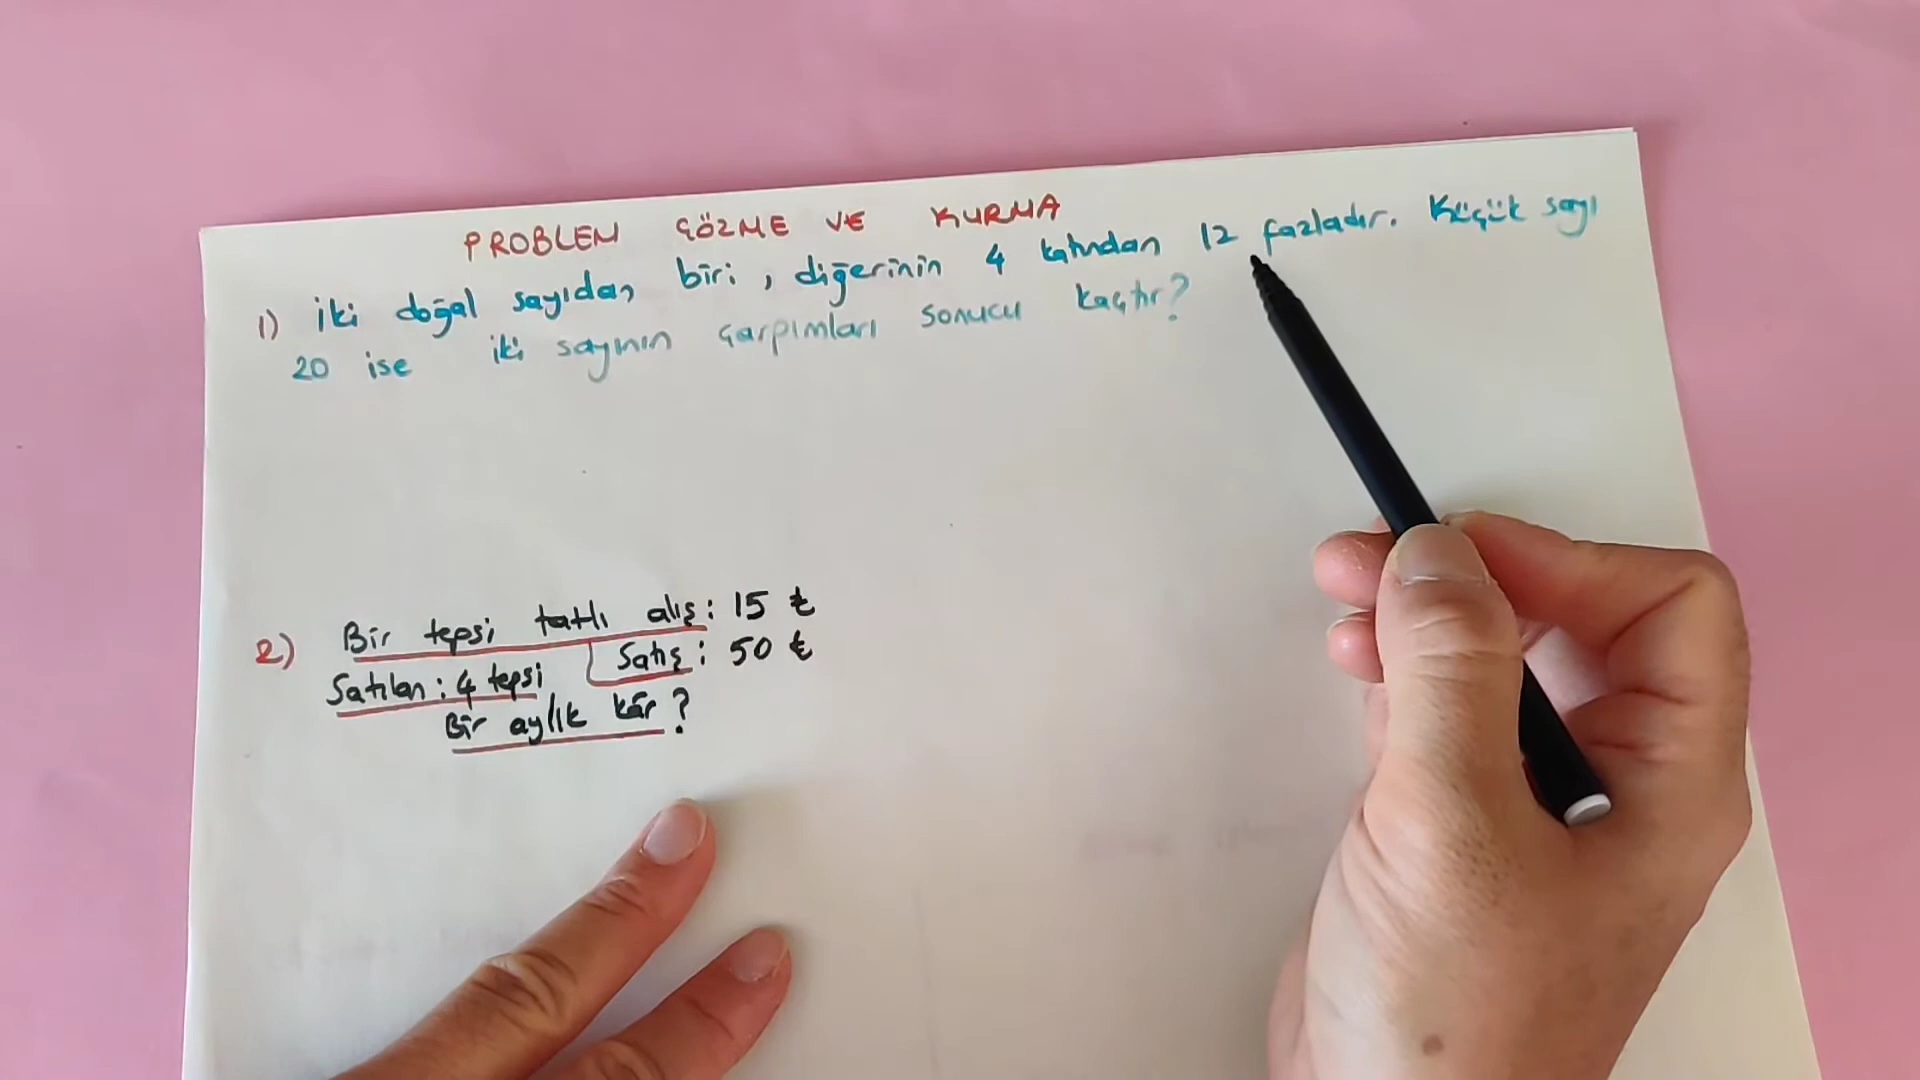 PROBLEM ÇÖZME VE KURMA
1) İki doğal sayıdan biri, diğerinin 4 katından 12 fazladır. Küçük sayı
20 ise iki sayının çarpımları sonucu kaçtır?
2) Bir tepsi tatlı alış: 15 ₺
Satış: 50 ₺
Satılan: 4 tepsi
Bir aylık kâr?